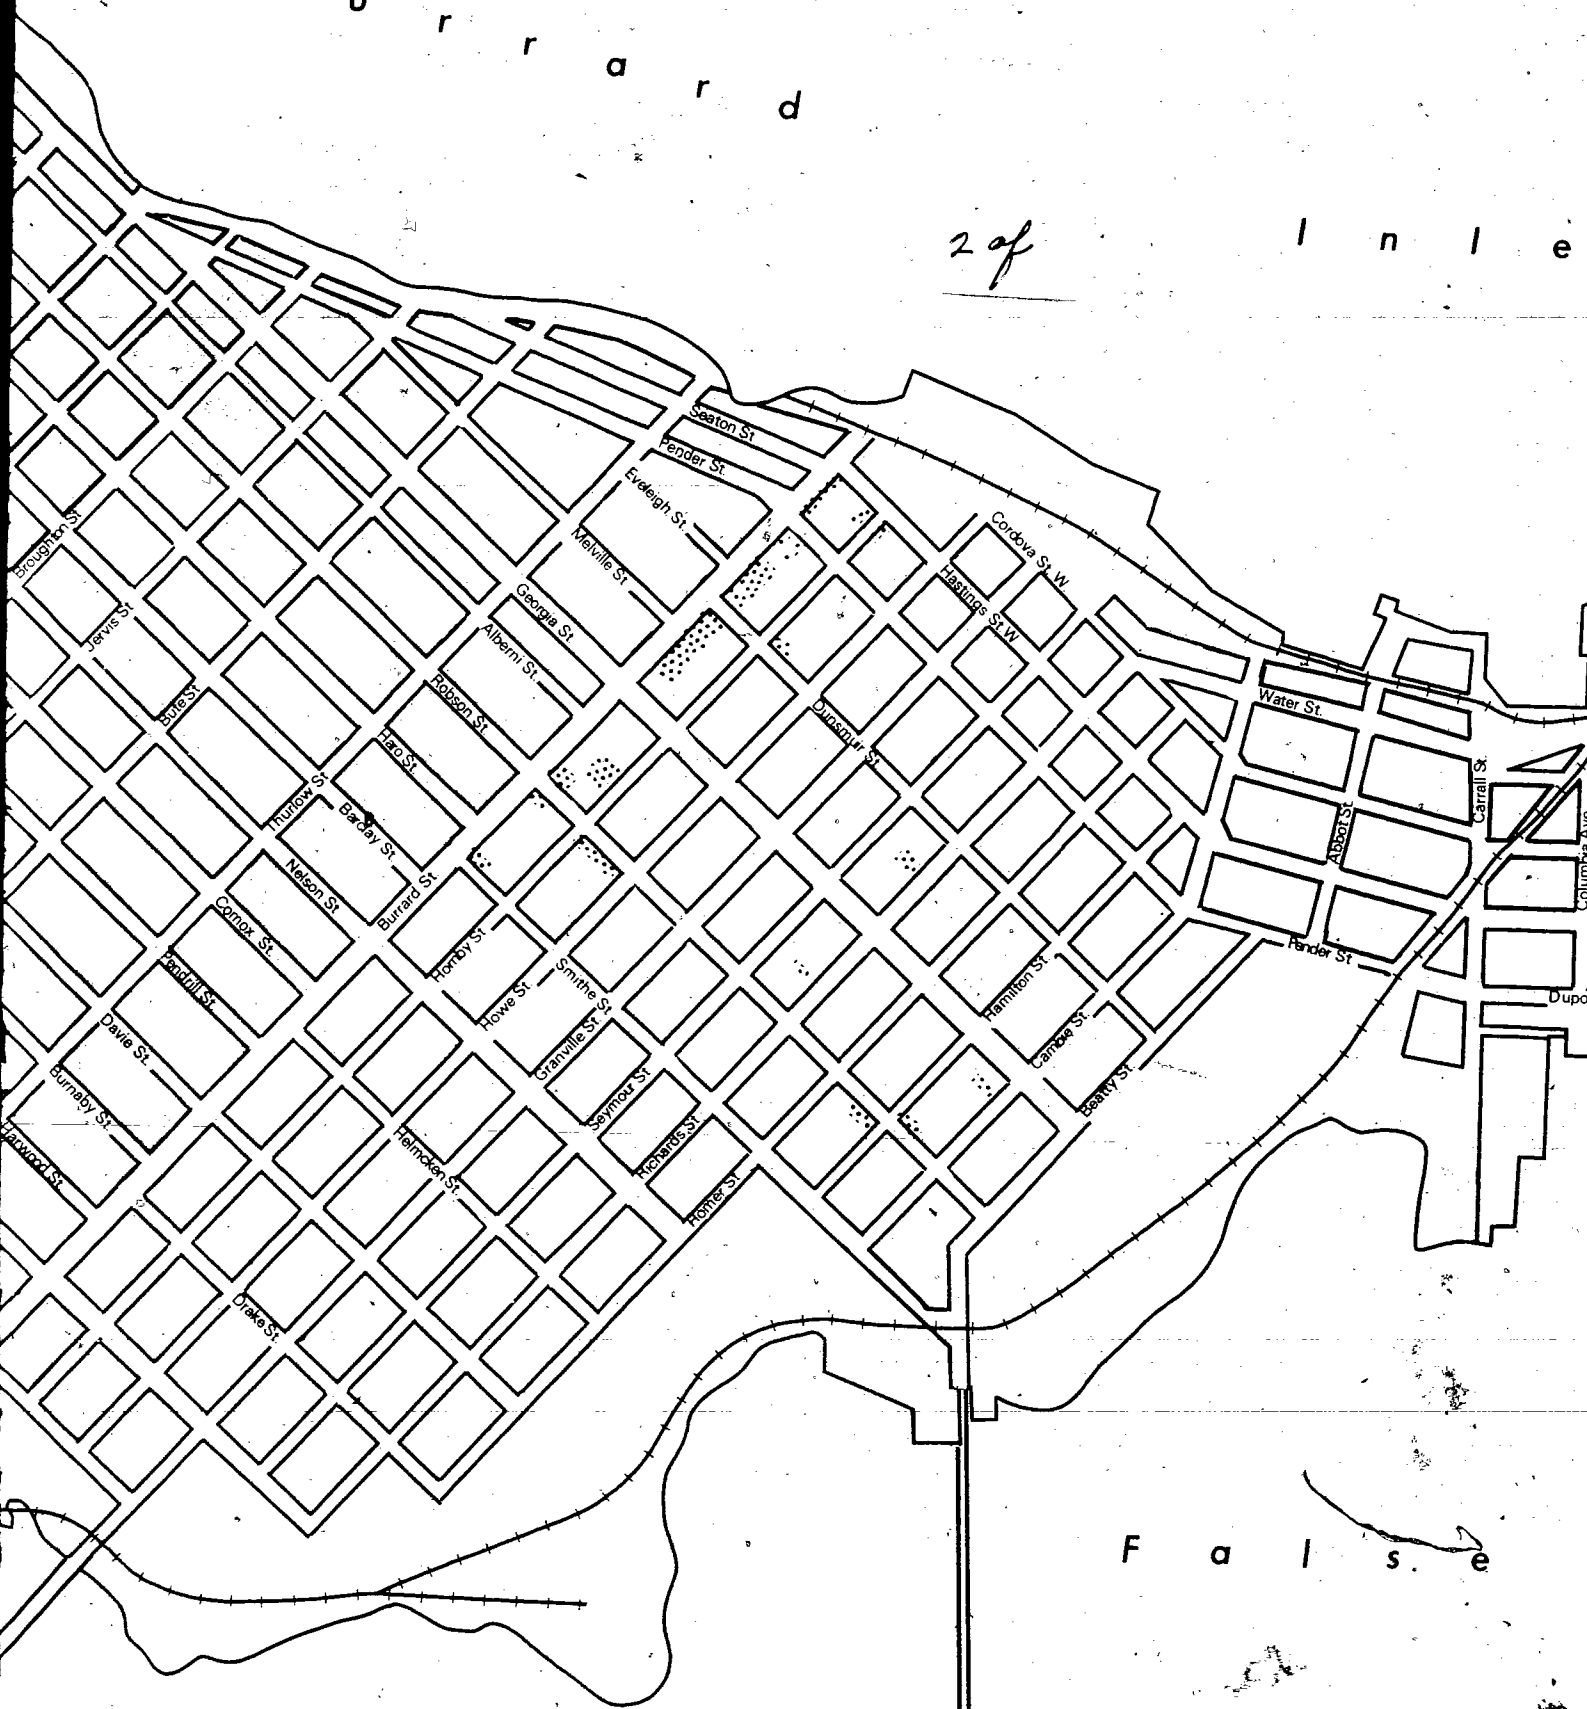 u r r a r d
I n l e
2 of
Seaton St
Pender St.
Eveleigh St.
Melville St.
Georgia St.
Alberni St.
Robson St.
Haro St.
Barclay St.
Nelson St
Comox St.
Pendrill St.
Davie St.
Burnaby St.
Harwood St.
Broughton St
Jervis St
Bute St
Thurlow St
Burrard St.
Hornby St
Howe St.
Granville St.
Seymour St
Richards St
Homer St
Hamilton St
Cambie St.
Beatty St.
Cordova St. W
Hastings St. W
Dunsmuir St
Smithe St
Helmcken St.
Drake St.
Water St.
Abbot St.
Carrall St.
Columbia Ave
Pender St
Dupo
F a l s e